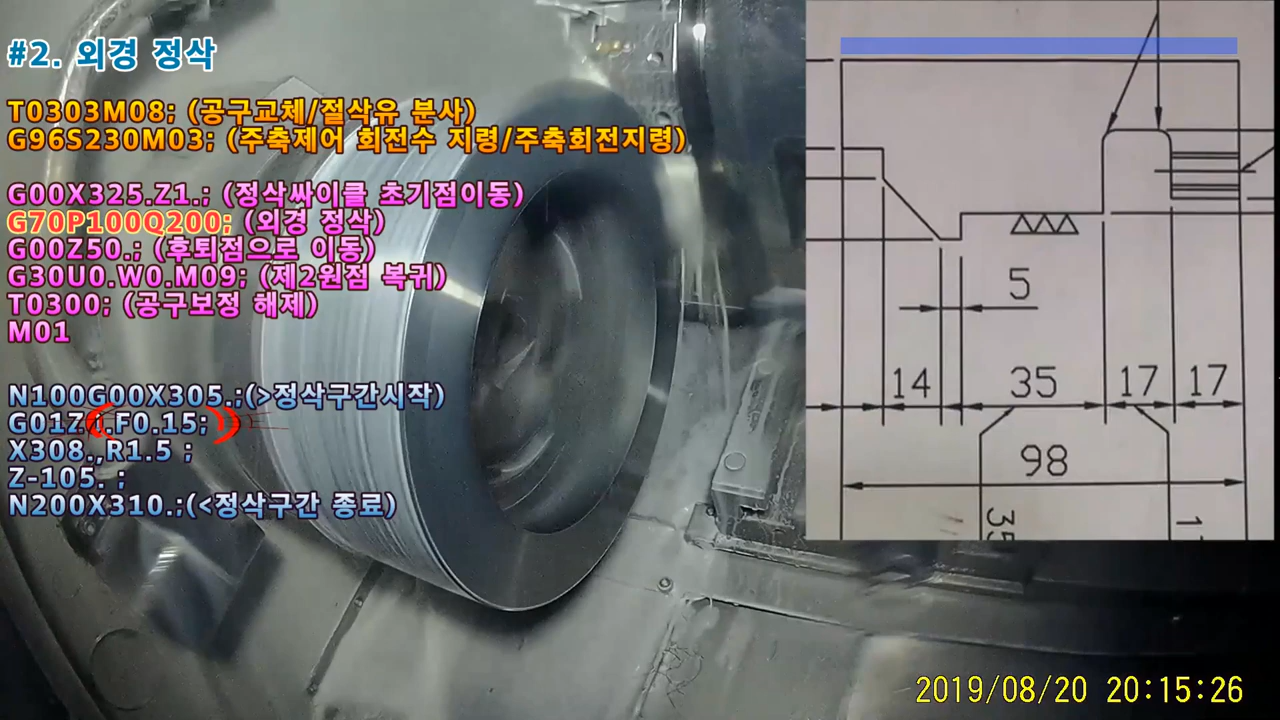 #2. 외경 정삭
T0303M08; (공구교체/절삭유 분사)
G96S230M03; (주축제어 회전수 지령/주축회전지령)
G00X325.Z1.; (정삭싸이클 초기점이동)
G70P100Q200; (외경 정삭)
G00Z50.; (후퇴점으로 이동)
G30U0.W0.M09; (제2원점 복귀)
T0300; (공구보정 해제)
M01
N100G00X305.;(>정삭구간시작)
G01Z1.F0.15;
X308.,R1.5 ;
Z-105. ;
N200X310.;(<정삭구간 종료)
5
14 35 17 17
98
35
2019/08/20 20:15:26